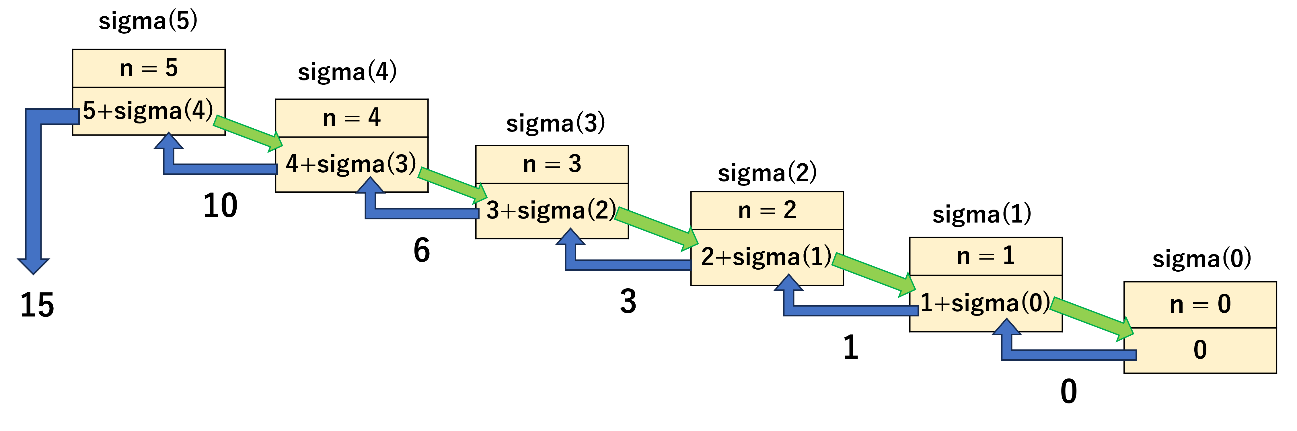 sigma(5)
n = 5
5+sigma(4)
sigma(4)
n = 4
4+sigma(3)
sigma(3)
n = 3
3+sigma(2)
sigma(2)
n = 2
2+sigma(1)
sigma(1)
n = 1
1+sigma(0)
sigma(0)
n = 0
0
0
1
3
6
10
15